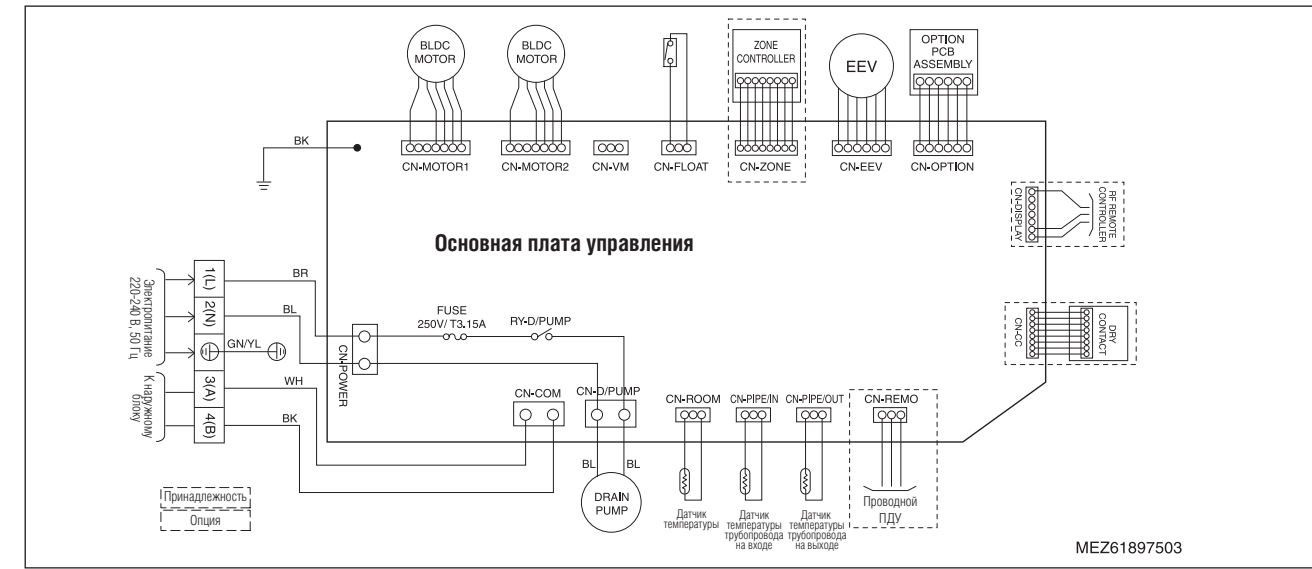 BLDC
MOTOR
BLDC
MOTOR
ZONE
CONTROLLER
EEV
OPTION
PCB
ASSEMBLY
BK
CN-MOTOR1
CN-MOTOR2
CN-VM
CN-FLOAT
CN-ZONE
CN-EEV
CN-OPTION
CN-DISPLAY
RF REMOTE
CONTROLLER
Основная плата управления
Электропитание
220-240 В, 50 Гц
1(L)
BR
2(N)
BL
GN/YL
К наружному
блоку
3(A)
WH
4(B)
BK
CN-POWER
FUSE
250V/ T3.15A
RY-D/PUMP
CN-CC
DRY
CONTACT
CN-COM
CN-D/PUMP
CN-ROOM
CN-PIPE/IN
CN-PIPE/OUT
CN-REMO
BL
BL
DRAIN
PUMP
Датчик
температуры
Датчик
температуры
трубопровода
на входе
Датчик
температуры
трубопровода
на выходе
Проводной
ПДУ
Принадлежность
Опция
MEZ61897503